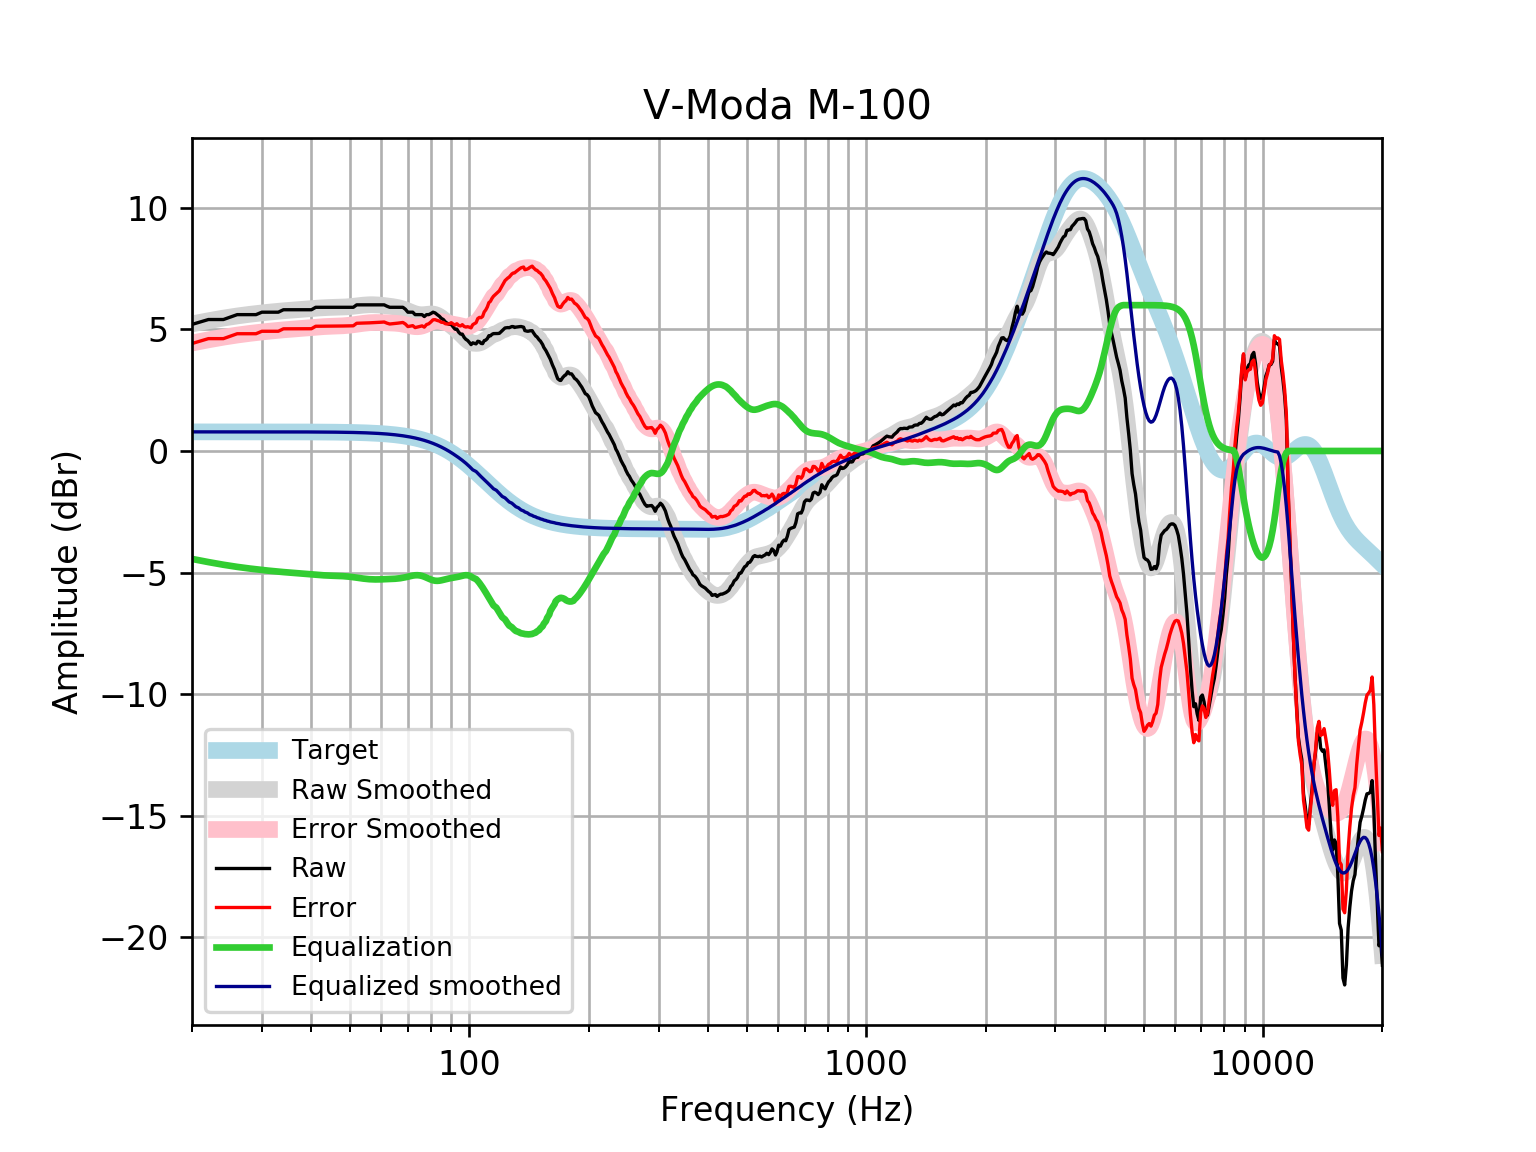 V-Moda M-100
Amplitude (dBr)
10
5
0
−5
−10
−15
−20
Target
Raw Smoothed
Error Smoothed
Raw
Error
Equalization
Equalized smoothed
100
1000
10000
Frequency (Hz)